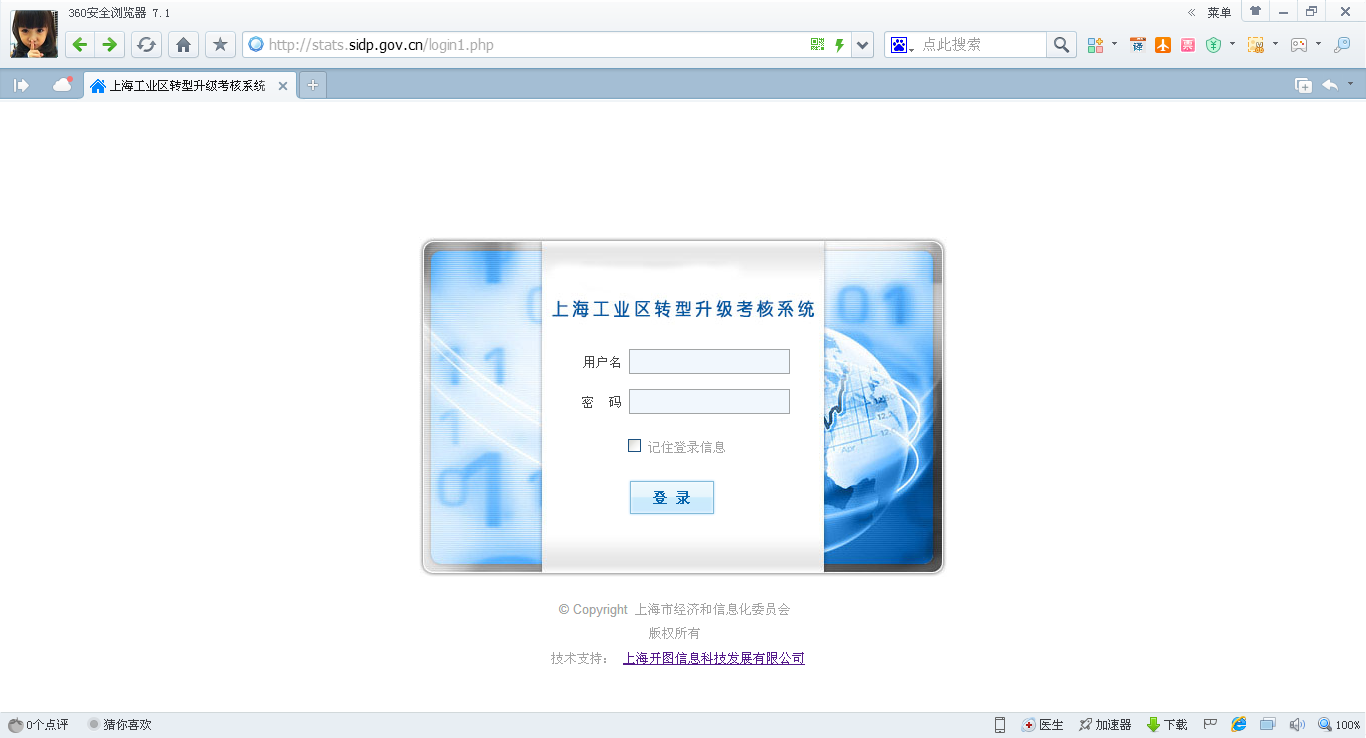 360安全浏览器 7.1
« 菜单
http://stats.sidp.gov.cn/login1.php
点此搜索
译
票
上海工业区转型升级考核系统
上海工业区转型升级考核系统
用户名
密 码
记住登录信息
登 录
© Copyright 上海市经济和信息化委员会
版权所有
技术支持： 上海开图信息科技发展有限公司
0个点评 猜你喜欢 医生 加速器 下载 100%